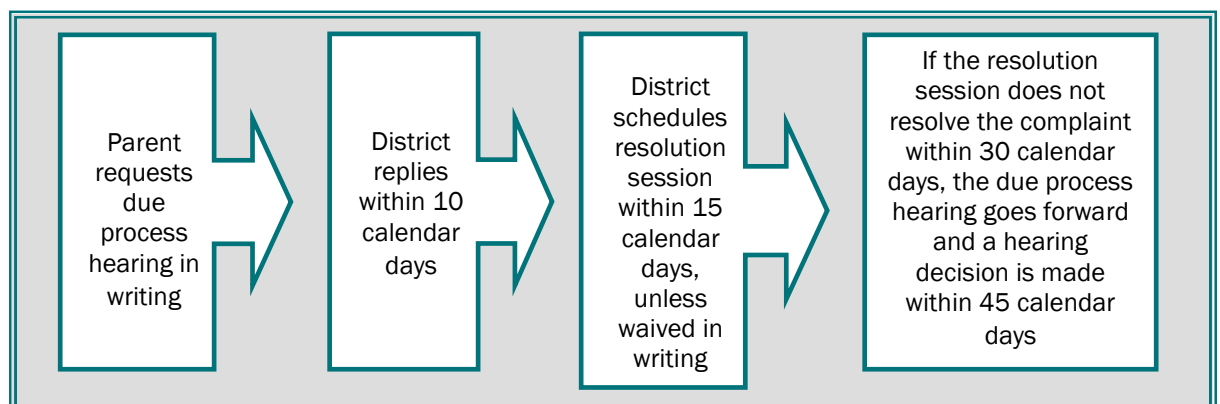 Parent
requests
due
process
hearing in
writing
District
replies
within 10
calendar
days
District
schedules
resolution
session
within 15
calendar
days,
unless
waived in
writing
If the resolution
session does not
resolve the complaint
within 30 calendar
days, the due process
hearing goes forward
and a hearing
decision is made
within 45 calendar
days